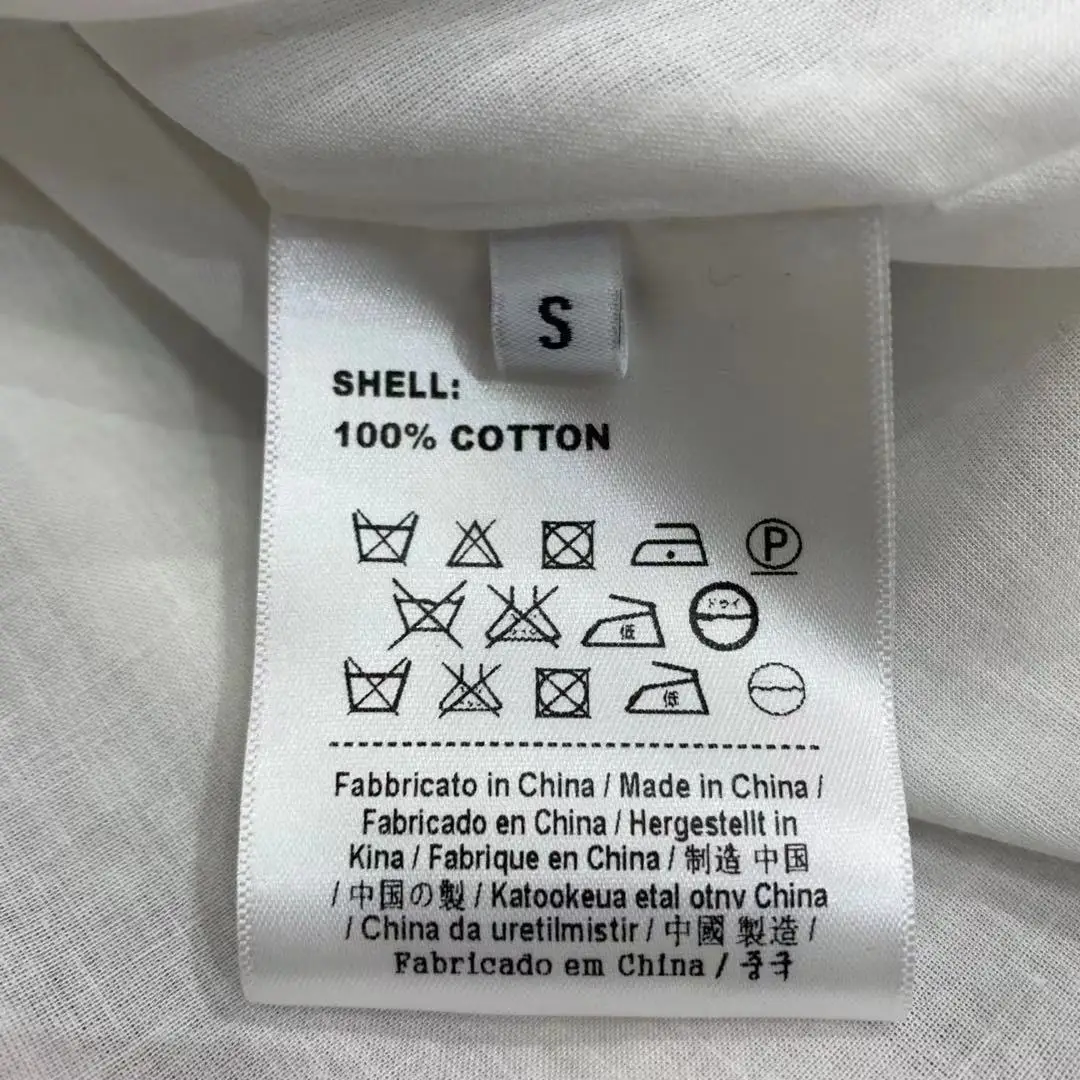 S
SHELL:
100% COTTON
P
低
ドライ
低
Fabbricato in China / Made in China /
Fabricado en China / Hergestellt in
Kina / Fabrique en China / 制造 中国
/ 中国の製 / Katookeua etal otnv China
/ China da uretilmistir / 中國 製造 /
Fabricado em China / 중국